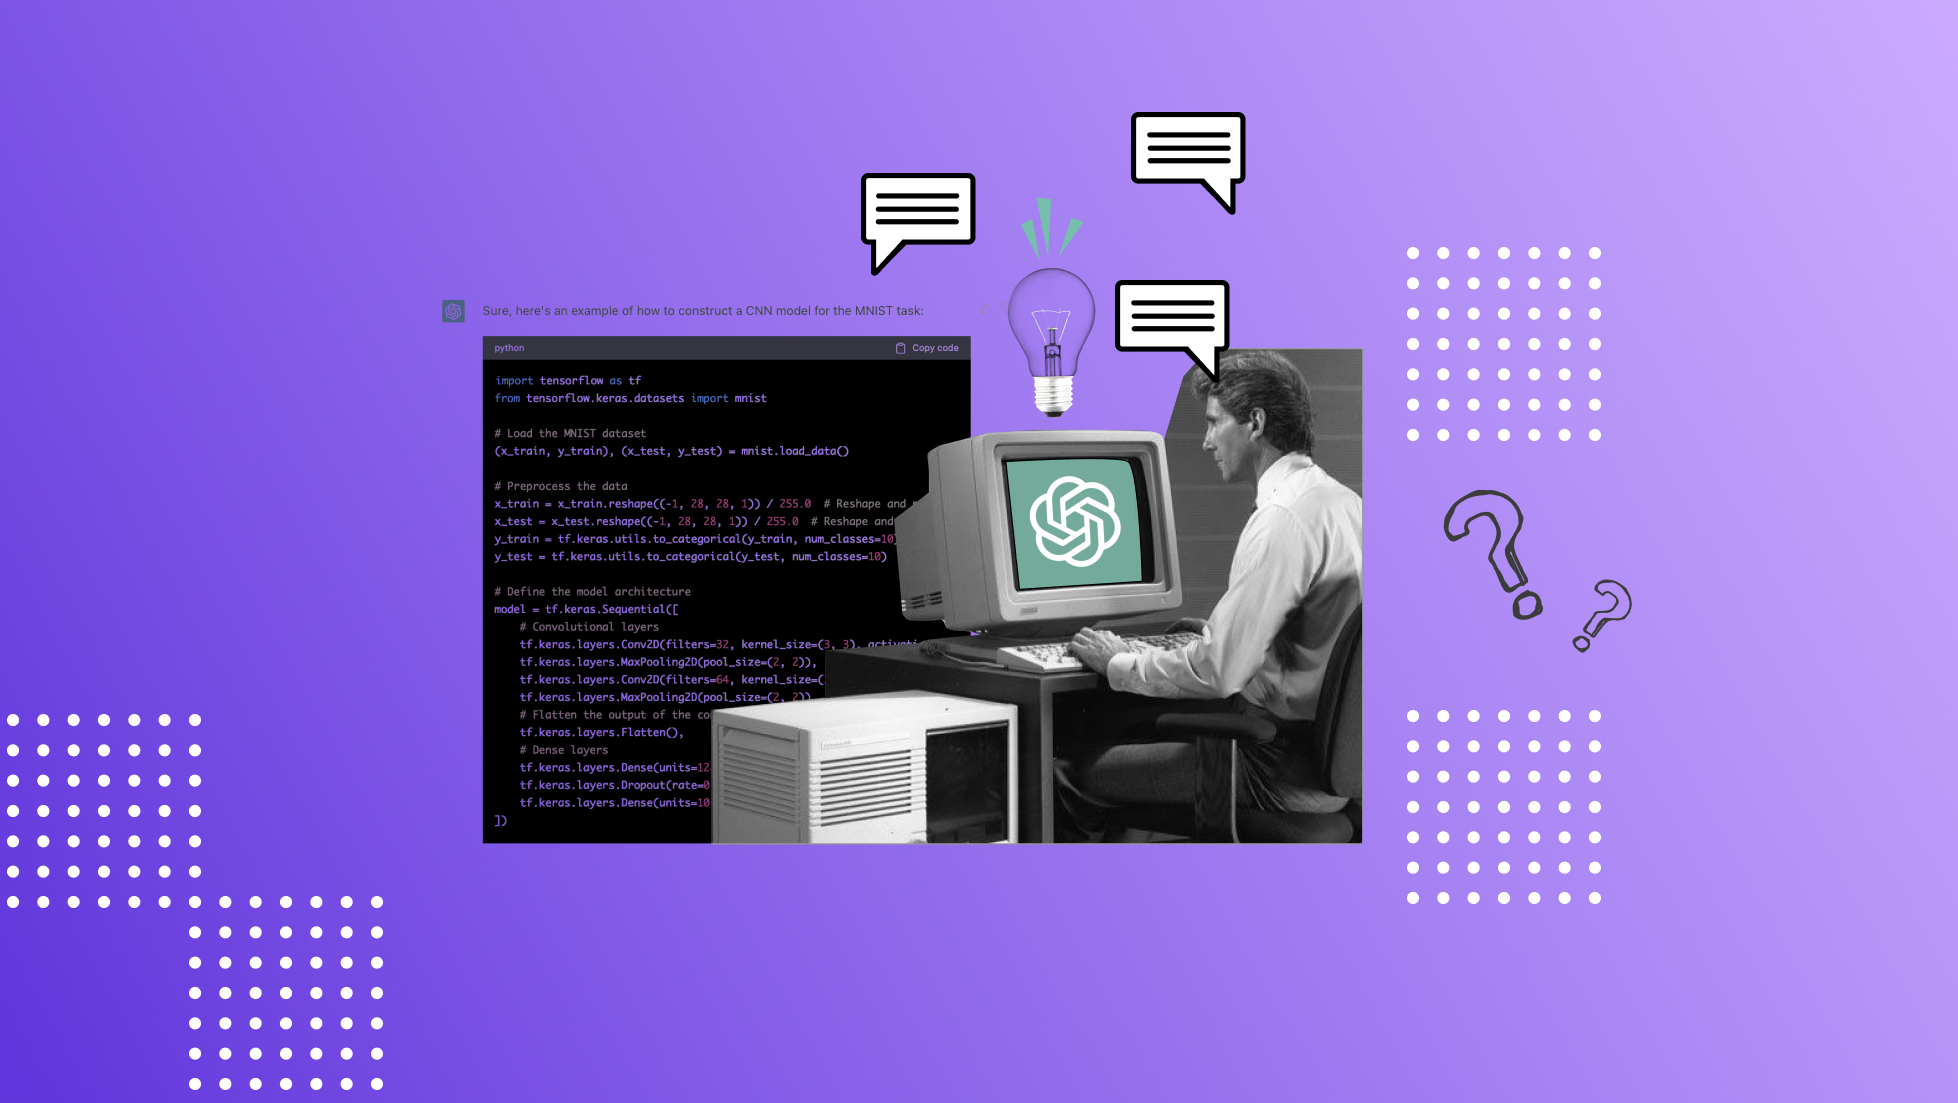 Sure, here's an example of how to construct a CNN model for the MNIST task:
python
Copy code
import tensorflow as tf
from tensorflow.keras.datasets import mnist
# Load the MNIST dataset
(x_train, y_train), (x_test, y_test) = mnist.load_data()
# Preprocess the data
x_train = x_train.reshape((-1, 28, 28, 1)) / 255.0  # Reshape and
x_test = x_test.reshape((-1, 28, 28, 1)) / 255.0  # Reshape and
y_train = tf.keras.utils.to_categorical(y_train, num_classes=10)
y_test = tf.keras.utils.to_categorical(y_test, num_classes=10)
# Define the model architecture
model = tf.keras.Sequential([
# Convolutional layers
tf.keras.layers.Conv2D(filters=32, kernel_size=(3, 3),
tf.keras.layers.MaxPooling2D(pool_size=(2, 2)),
tf.keras.layers.Conv2D(filters=64, kernel_size=(
tf.keras.layers.MaxPooling2D(pool_size=(2, 2))
# Flatten the output of the
tf.keras.layers.Flatten(),
# Dense layers
tf.keras.layers.Dense(units=12
tf.keras.layers.Dropout(rate=0
tf.keras.layers.Dense(units=10
])
? ?